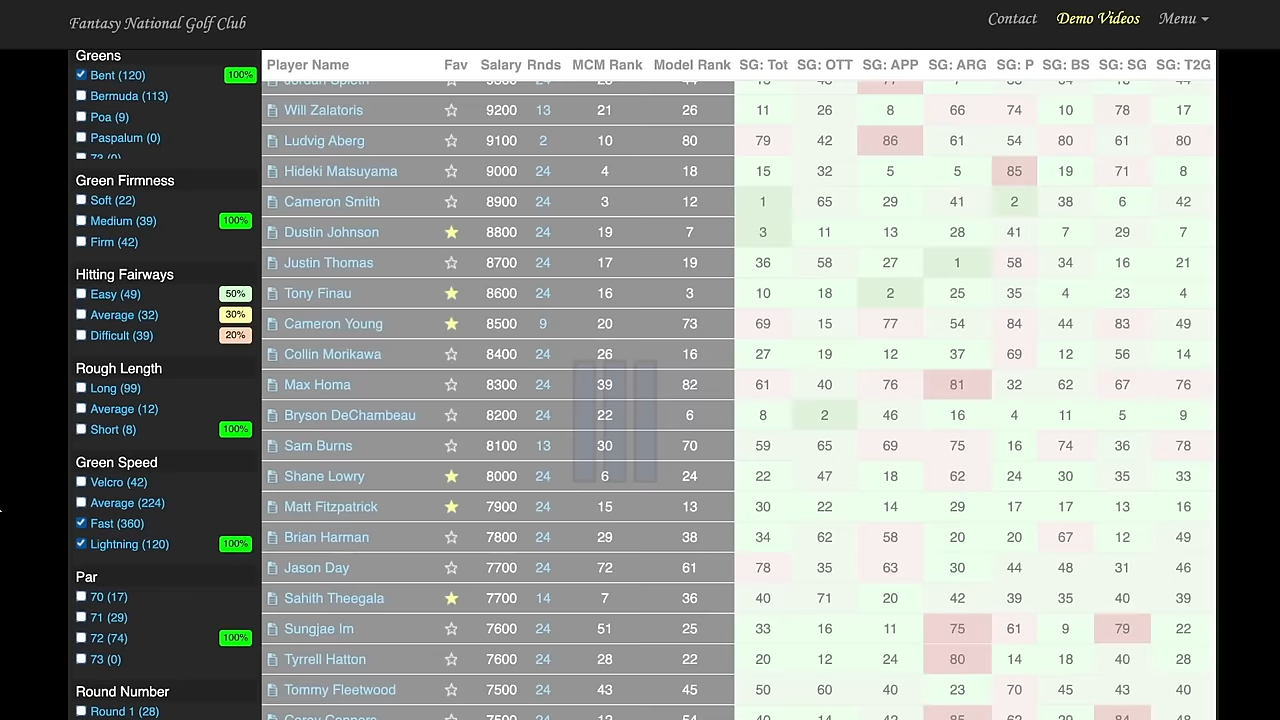 Fantasy National Golf Club
Contact Demo Videos Menu
Greens
Bent (120) 100%
Bermuda (113)
Poa (9)
Paspalum (0)
Green Firmness
Soft (22)
Medium (39) 100%
Firm (42)
Hitting Fairways
Easy (49) 50%
Average (32) 30%
Difficult (39) 20%
Rough Length
Long (99)
Average (12)
Short (8) 100%
Green Speed
Velcro (42)
Average (224)
Fast (360)
Lightning (120) 100%
Par
70 (17)
71 (29)
72 (74) 100%
73 (0)
Round Number
Round 1 (28)
Player Name Fav Salary Rnds MCM Rank Model Rank SG: Tot SG: OTT SG: APP SG: ARG SG: P SG: BS SG: SG SG: T2G
Will Zalatoris 9200 13 21 26 11 26 8 66 74 10 78 17
Ludvig Aberg 9100 2 10 80 79 42 86 61 54 80 61 80
Hideki Matsuyama 9000 24 4 18 15 32 5 5 85 19 71 8
Cameron Smith 8900 24 3 12 1 65 29 41 2 38 6 42
Dustin Johnson 8800 24 19 7 3 11 13 28 41 7 29 7
Justin Thomas 8700 24 17 19 36 58 27 1 58 34 16 21
Tony Finau 8600 24 16 3 10 18 2 25 35 4 23 4
Cameron Young 8500 9 20 73 69 15 77 54 84 44 83 49
Collin Morikawa 8400 24 26 16 27 19 12 37 69 12 56 14
Max Homa 8300 24 39 82 61 40 76 81 32 62 67 76
Bryson DeChambeau 8200 24 22 6 8 2 46 16 4 11 5 9
Sam Burns 8100 13 30 70 59 65 69 75 16 74 36 78
Shane Lowry 8000 24 6 24 22 47 18 62 24 30 35 33
Matt Fitzpatrick 7900 24 15 13 30 22 14 29 17 17 13 16
Brian Harman 7800 24 29 38 34 62 58 20 20 67 12 49
Jason Day 7700 24 72 61 78 35 63 30 44 48 31 46
Sahith Theegala 7700 14 7 36 40 71 20 42 39 35 40 39
Sungjae Im 7600 24 51 25 33 16 11 75 61 9 79 22
Tyrrell Hatton 7600 24 28 22 20 12 24 80 14 18 40 28
Tommy Fleetwood 7500 24 43 45 50 60 40 23 70 45 43 40